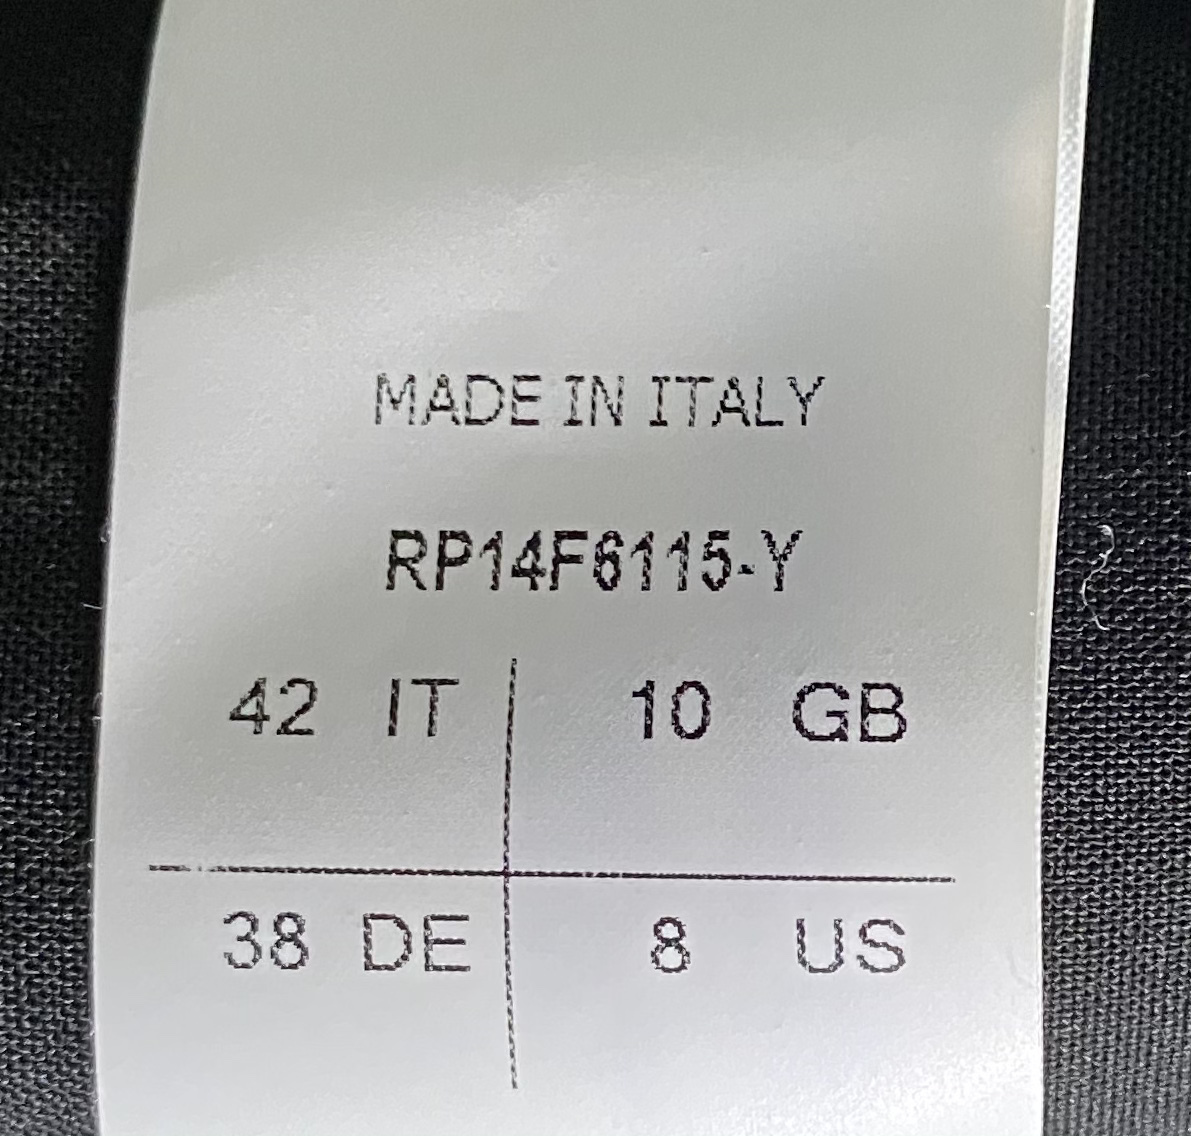 MADE IN ITALY
RP14F6115-Y
42 IT 10 GB
38 DE 8 US